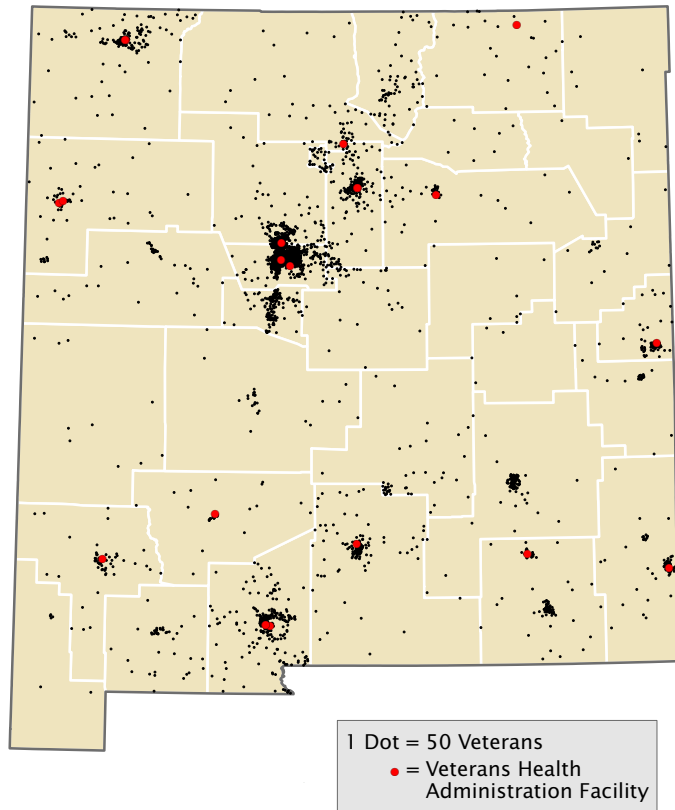 1 Dot = 50 Veterans
= Veterans Health
Administration Facility